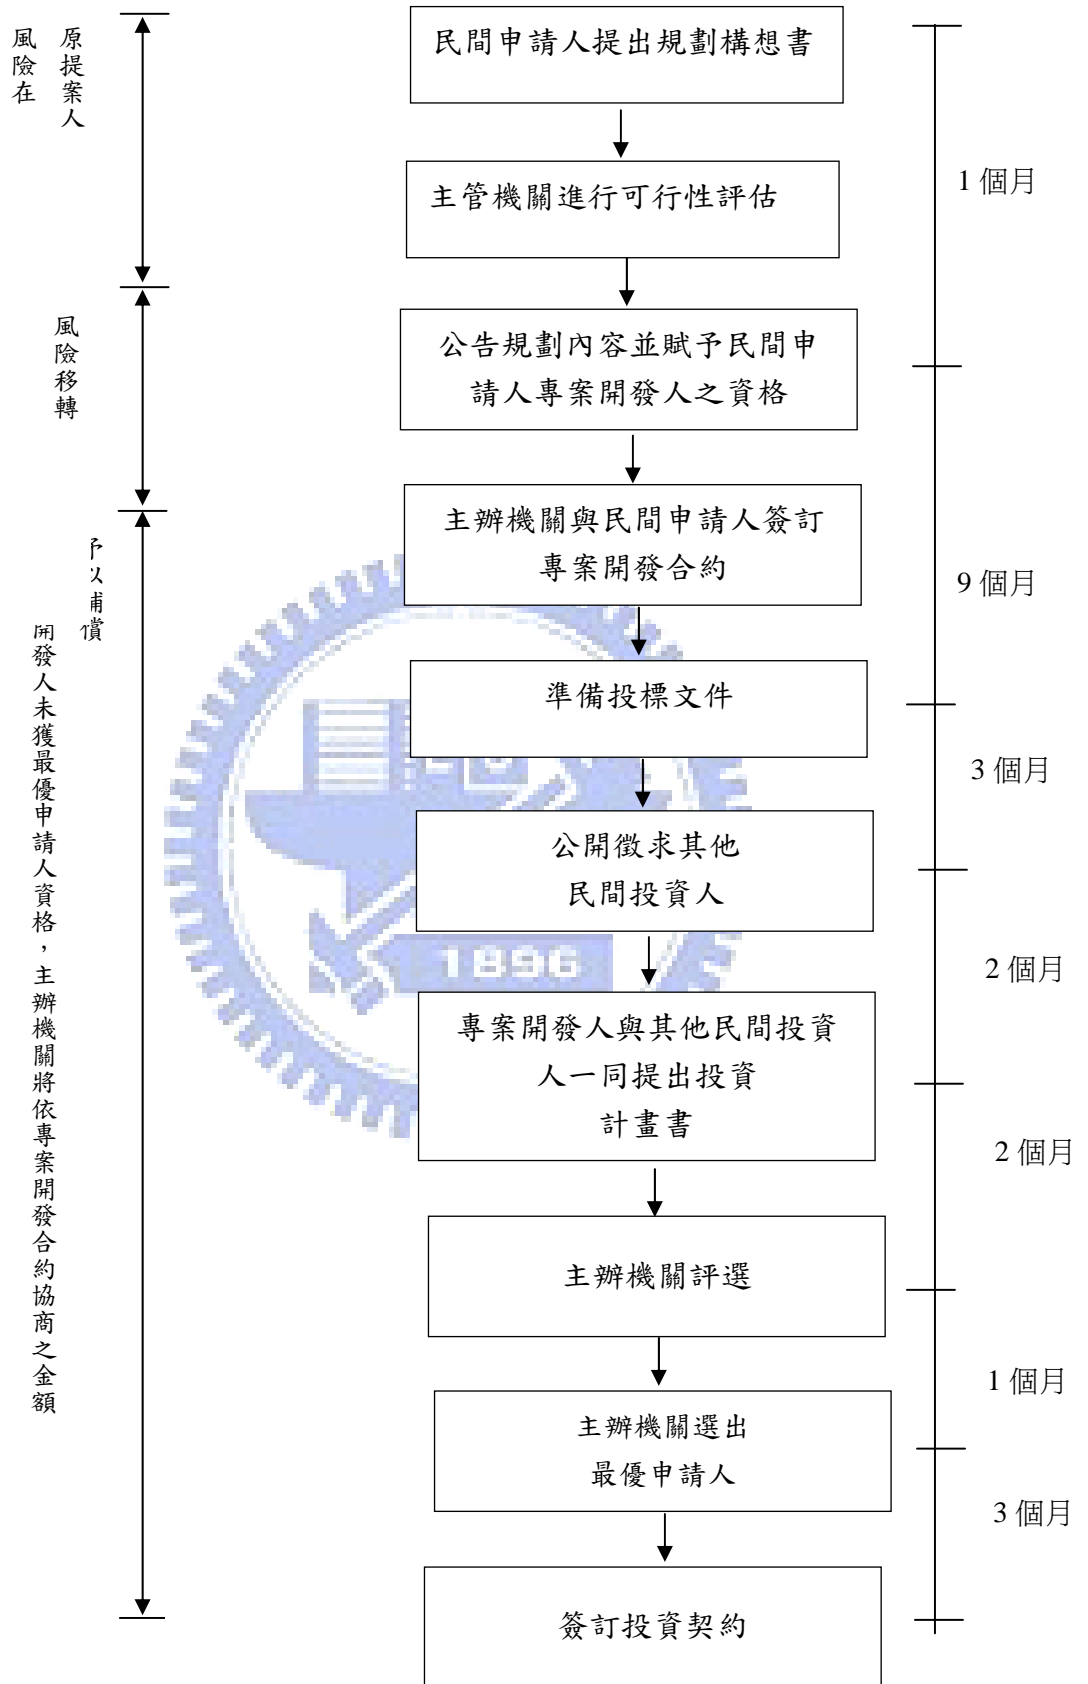 民間申請人提出規劃構想書
主管機關進行可行性評估
公告規劃內容並賦予民間申
請人專案開發人之資格
主辦機關與民間申請人簽訂
專案開發合約
準備投標文件
公開徵求其他
民間投資人
專案開發人與其他民間投資
人一同提出投資
計畫書
主辦機關評選
主辦機關選出
最優申請人
簽訂投資契約
原提案人
風險在
風險移轉
予以補償
開發人未獲最優申請人資格，主辦機關將依專案開發合約協商之金額
1 個月
9 個月
3 個月
2 個月
2 個月
1 個月
3 個月
1896